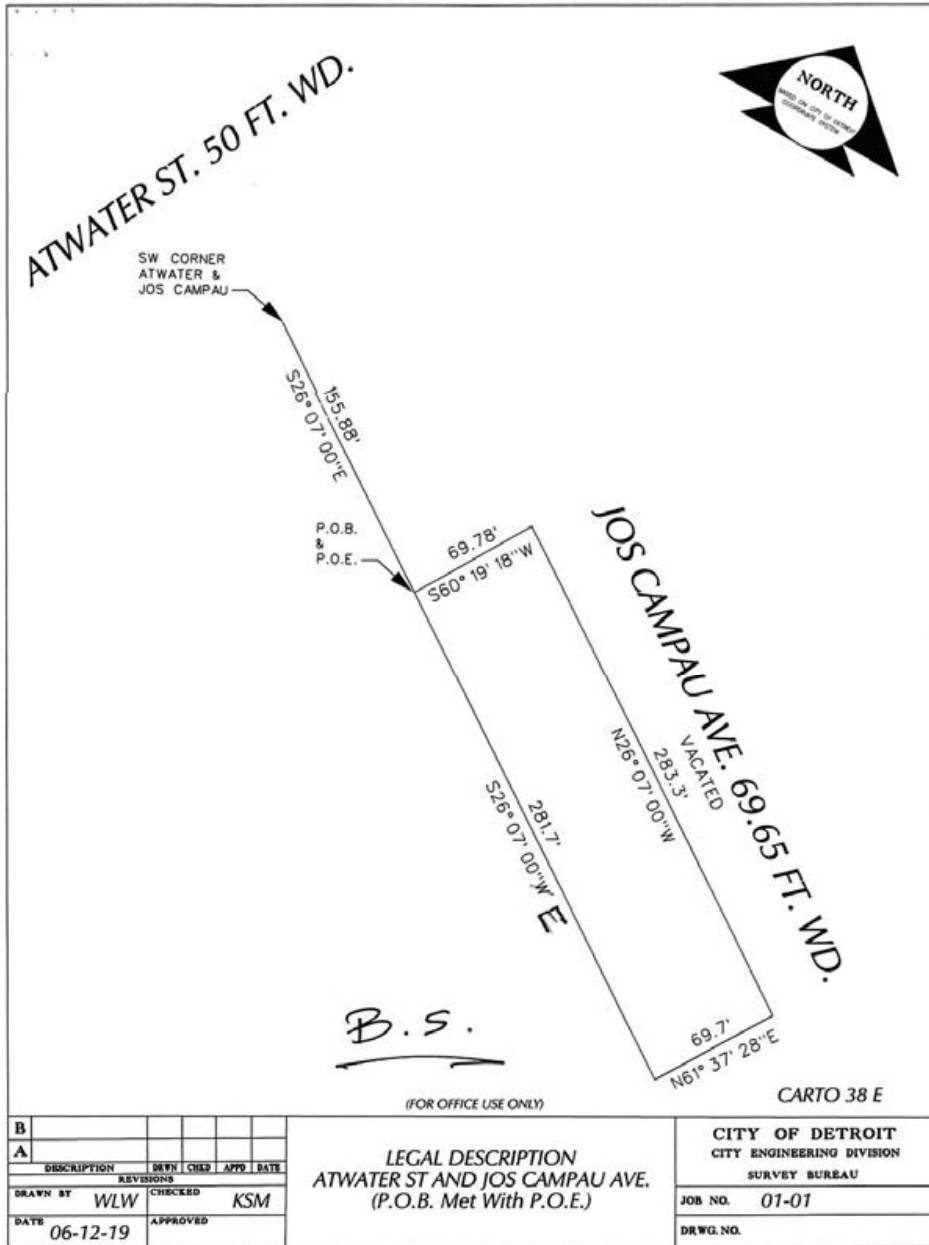 ATWATER ST. 50 FT. WD.
NORTH
BASED ON CITY OF DETROIT
COORDINATE SYSTEM
SW CORNER
ATWATER &
JOS CAMPAU
155.88'
S26° 07' 00"E
P.O.B.
&
P.O.E.
69.78'
S60° 19' 18"W
JOS CAMPAU AVE. 69.65 FT. WD.
VACATED
283.3'
N26° 07' 00"W
281.7'
S26° 07' 00"W E
69.7'
N61° 37' 28"E
B.S.
(FOR OFFICE USE ONLY)
CARTO 38 E
B
A
DESCRIPTION DRWN CHKD APPD DATE
REVISIONS
DRAWN BY WLW CHECKED KSM
DATE 06-12-19 APPROVED
LEGAL DESCRIPTION
ATWATER ST AND JOS CAMPAU AVE.
(P.O.B. Met With P.O.E.)
CITY OF DETROIT
CITY ENGINEERING DIVISION
SURVEY BUREAU
JOB NO. 01-01
DRWG. NO.